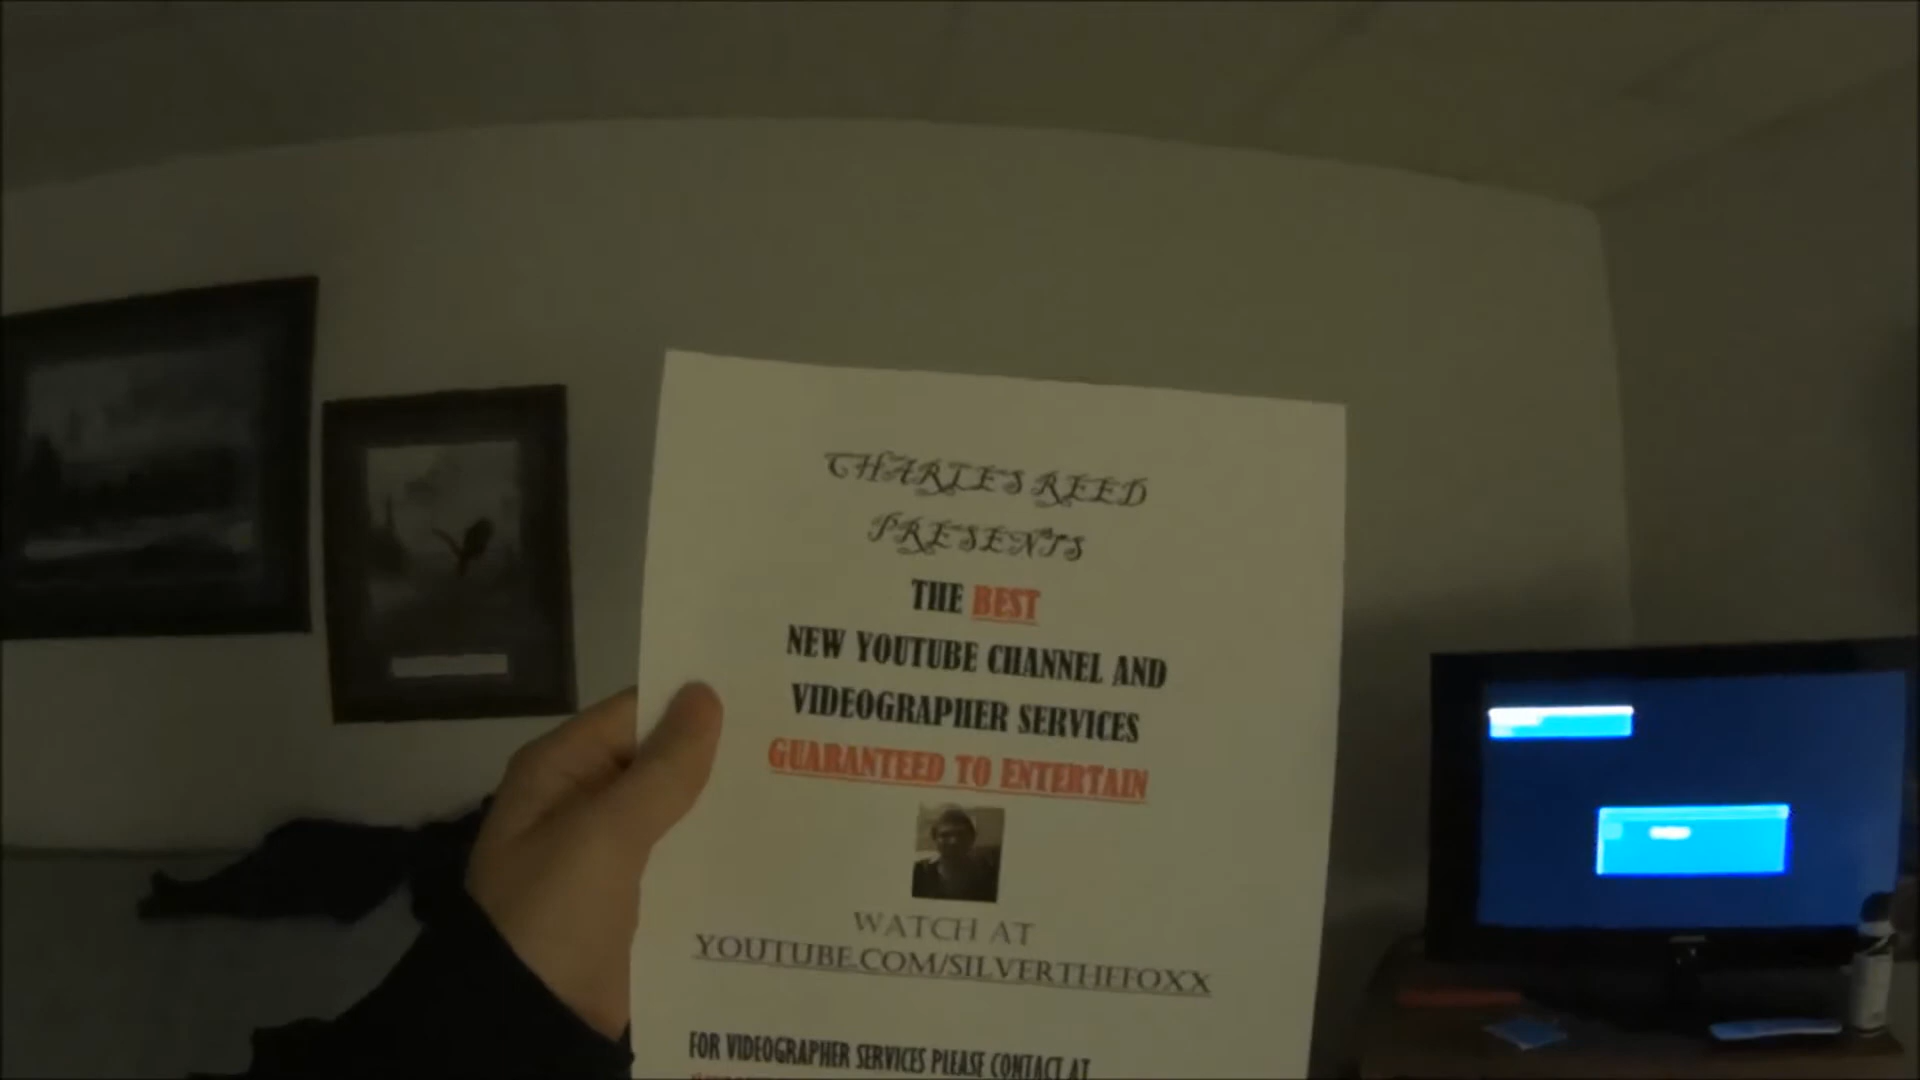 CHARLES REED
PRESENTS
THE BEST
NEW YOUTUBE CHANNEL AND
VIDEOGRAPHER SERVICES
GUARANTEED TO ENTERTAIN
WATCH AT
YOUTUBE.COM/SILVERTHEFOXX
FOR VIDEOGRAPHER SERVICES PLEASE CONTACT AT